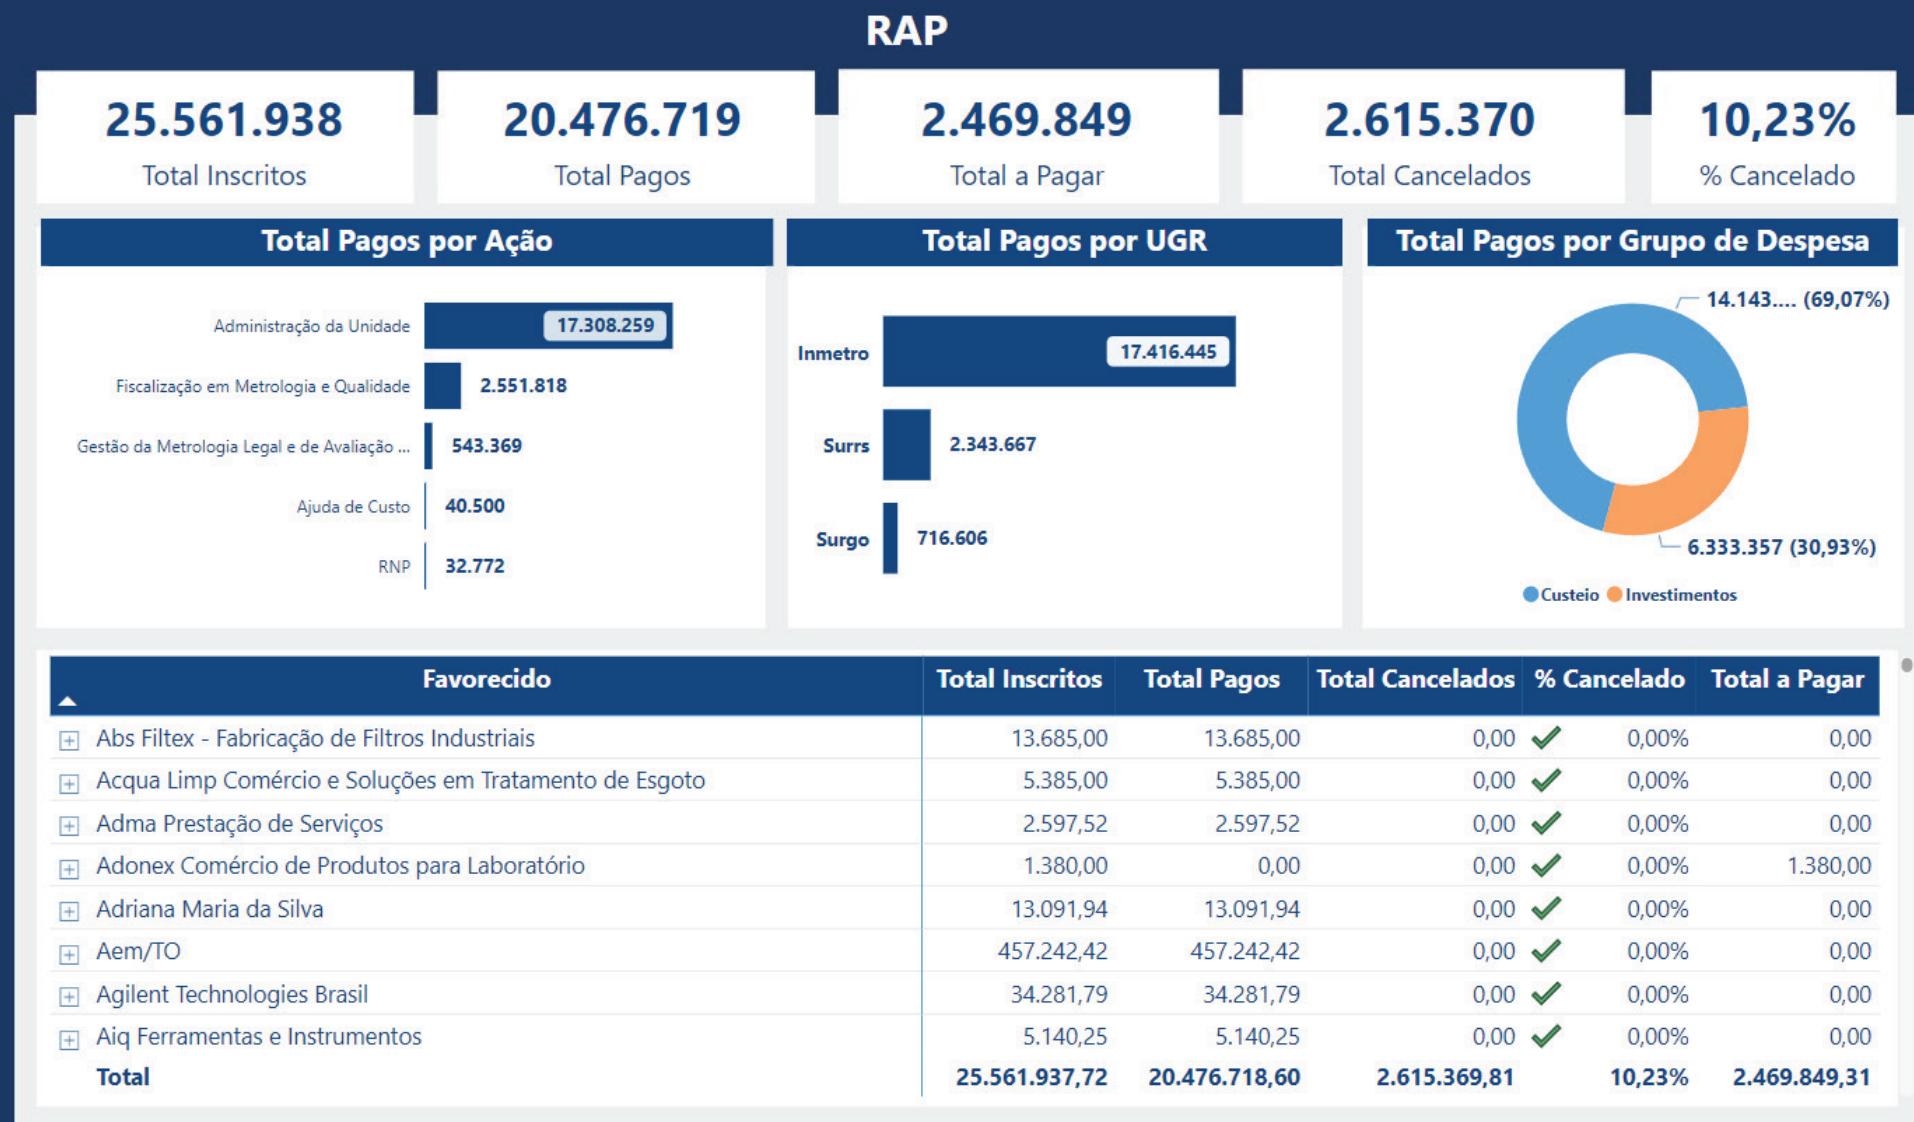 RAP
25.561.938
Total Inscritos
20.476.719
Total Pagos
2.469.849
Total a Pagar
2.615.370
Total Cancelados
10,23%
% Cancelado
Total Pagos por Ação
Administração da Unidade 17.308.259
Fiscalização em Metrologia e Qualidade 2.551.818
Gestão da Metrologia Legal e de Avaliação ... 543.369
Ajuda de Custo 40.500
RNP 32.772
Total Pagos por UGR
Inmetro 17.416.445
Surrs 2.343.667
Surgo 716.606
Total Pagos por Grupo de Despesa
14.143.... (69,07%)
6.333.357 (30,93%)
Custeio Investimentos
Favorecido Total Inscritos Total Pagos Total Cancelados % Cancelado Total a Pagar
Abs Filtex - Fabricação de Filtros Industriais 13.685,00 13.685,00 0,00 0,00% 0,00
Acqua Limp Comércio e Soluções em Tratamento de Esgoto 5.385,00 5.385,00 0,00 0,00% 0,00
Adma Prestação de Serviços 2.597,52 2.597,52 0,00 0,00% 0,00
Adonex Comércio de Produtos para Laboratório 1.380,00 0,00 0,00 0,00% 1.380,00
Adriana Maria da Silva 13.091,94 13.091,94 0,00 0,00% 0,00
Aem/TO 457.242,42 457.242,42 0,00 0,00% 0,00
Agilent Technologies Brasil 34.281,79 34.281,79 0,00 0,00% 0,00
Aiq Ferramentas e Instrumentos 5.140,25 5.140,25 0,00 0,00% 0,00
Total 25.561.937,72 20.476.718,60 2.615.369,81 10,23% 2.469.849,31